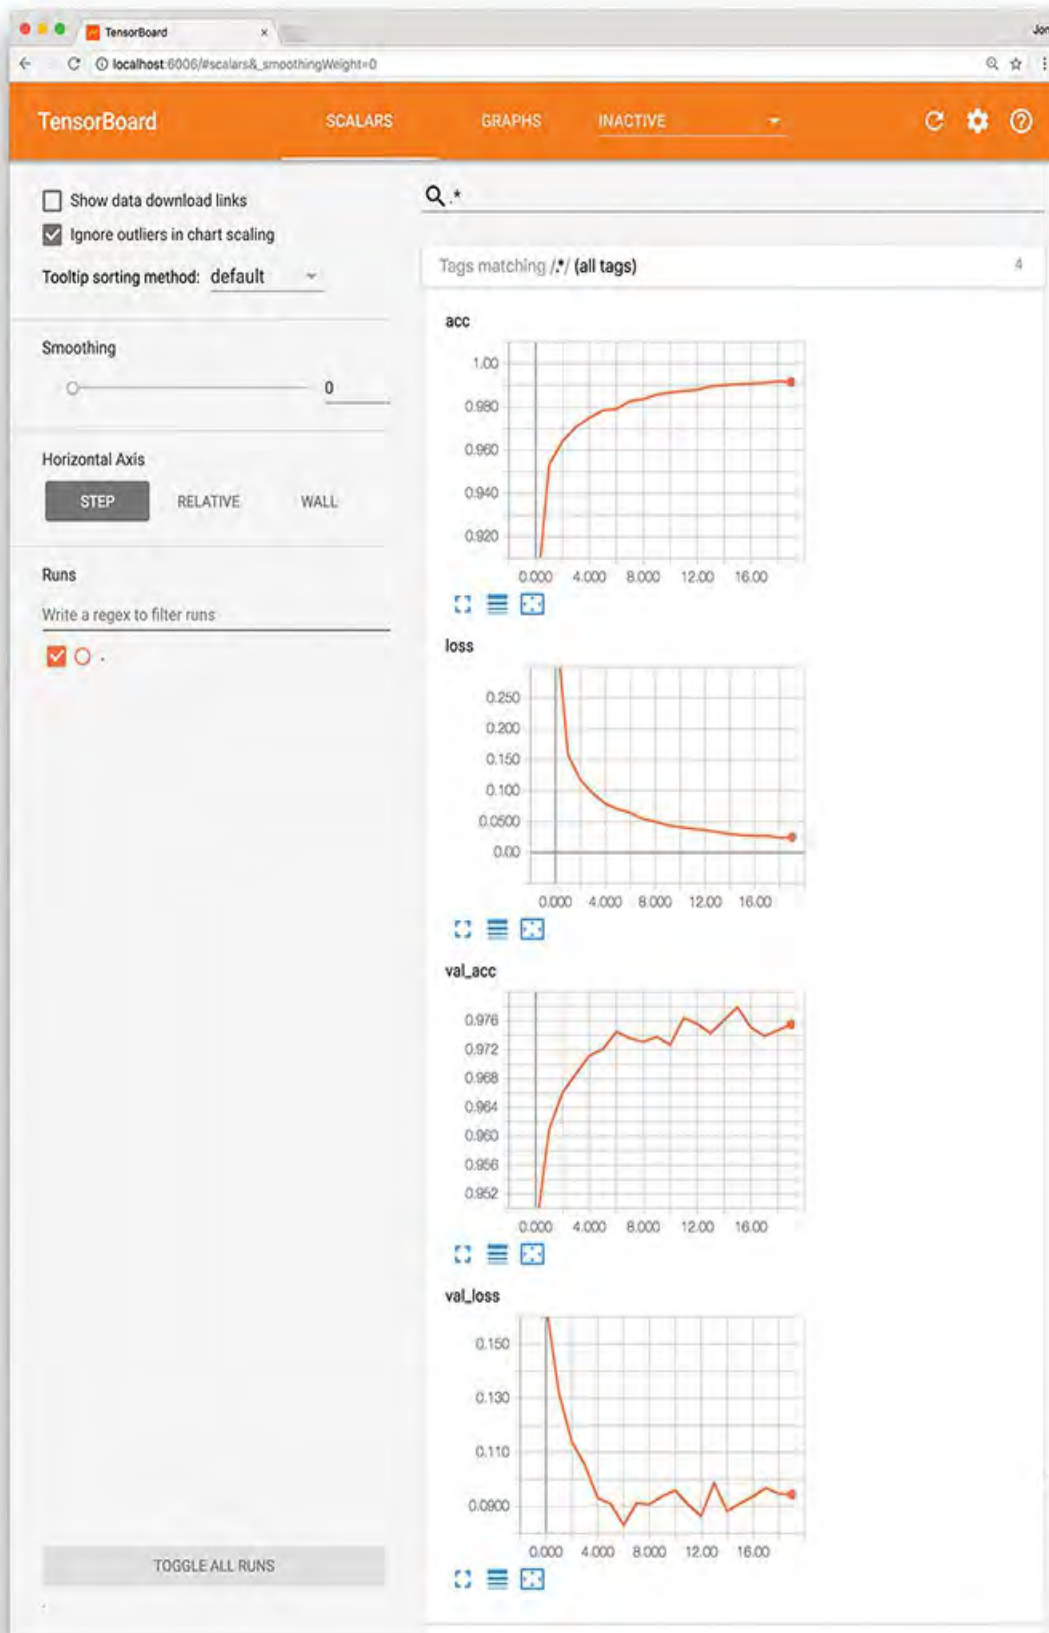 TensorBoard ×
Jon
localhost:6006/#scalars&_smoothingWeight=0
TensorBoard SCALARS GRAPHS INACTIVE
Show data download links
Ignore outliers in chart scaling
Tooltip sorting method: default
Smoothing
0
Horizontal Axis
STEP RELATIVE WALL
Runs
Write a regex to filter runs
.
TOGGLE ALL RUNS
.
.*
Tags matching /.*/ (all tags) 4
acc
1.00
0.980
0.960
0.940
0.920
0.000 4.000 8.000 12.00 16.00
loss
0.250
0.200
0.150
0.100
0.0500
0.00
0.000 4.000 8.000 12.00 16.00
val_acc
0.976
0.972
0.968
0.964
0.960
0.956
0.952
0.000 4.000 8.000 12.00 16.00
val_loss
0.150
0.130
0.110
0.0900
0.000 4.000 8.000 12.00 16.00